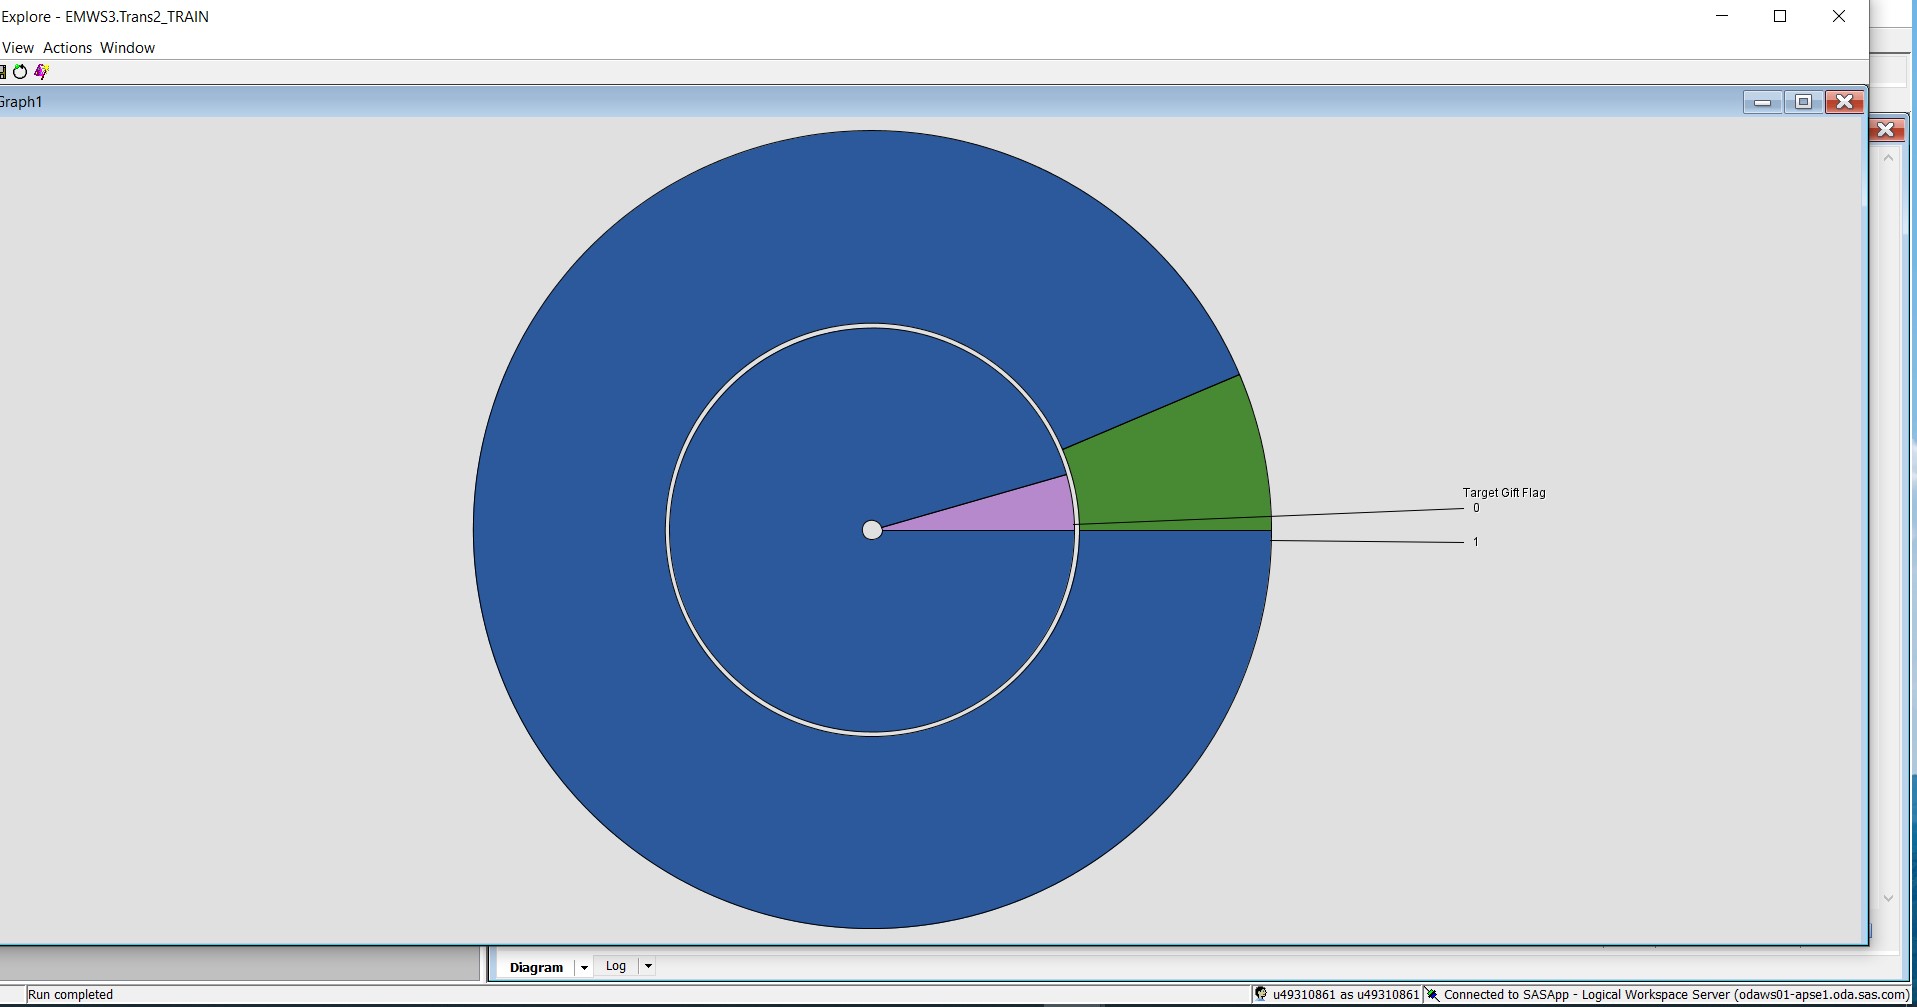 Explore - EMWS3.Trans2_TRAIN
View Actions Window
Graph1
Target Gift Flag
0
1
Diagram
Log
Run completed
u49310861 as u49310861
Connected to SASApp - Logical Workspace Server (odaws01-apse1.oda.sas.com)